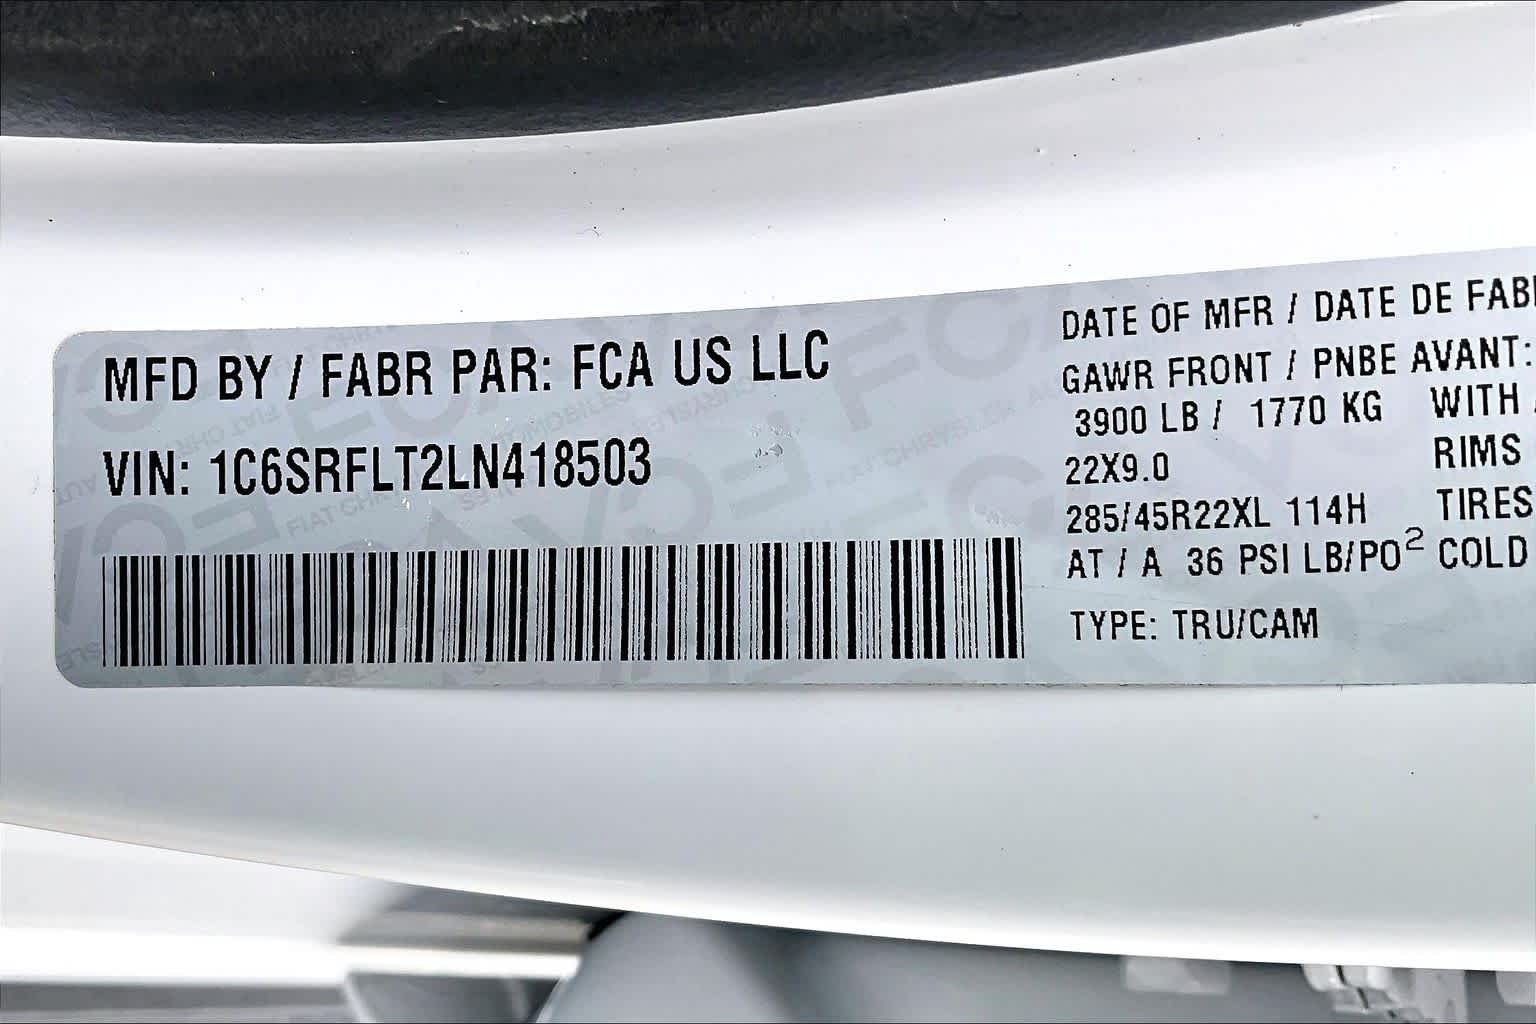 MFD BY / FABR PAR: FCA US LLC
VIN: 1C6SRFLT2LN418503
DATE OF MFR / DATE DE FABR
GAWR FRONT / PNBE AVANT:
3900 LB / 1770 KG WITH
22X9.0 RIMS
285/45R22XL 114H TIRES
AT / A 36 PSI LB/PO² COLD
TYPE: TRU/CAM